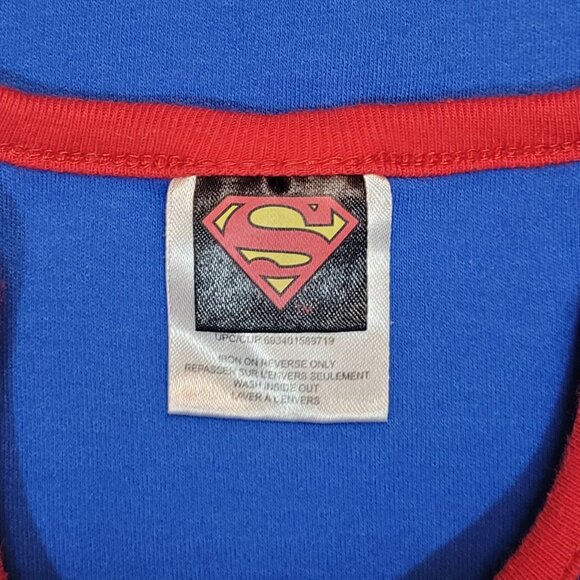 UPC/CUP 693401589719
IRON ON REVERSE ONLY
REPASSER SUR L'ENVERS SEULEMENT
WASH INSIDE OUT
LAVER A L'ENVERS